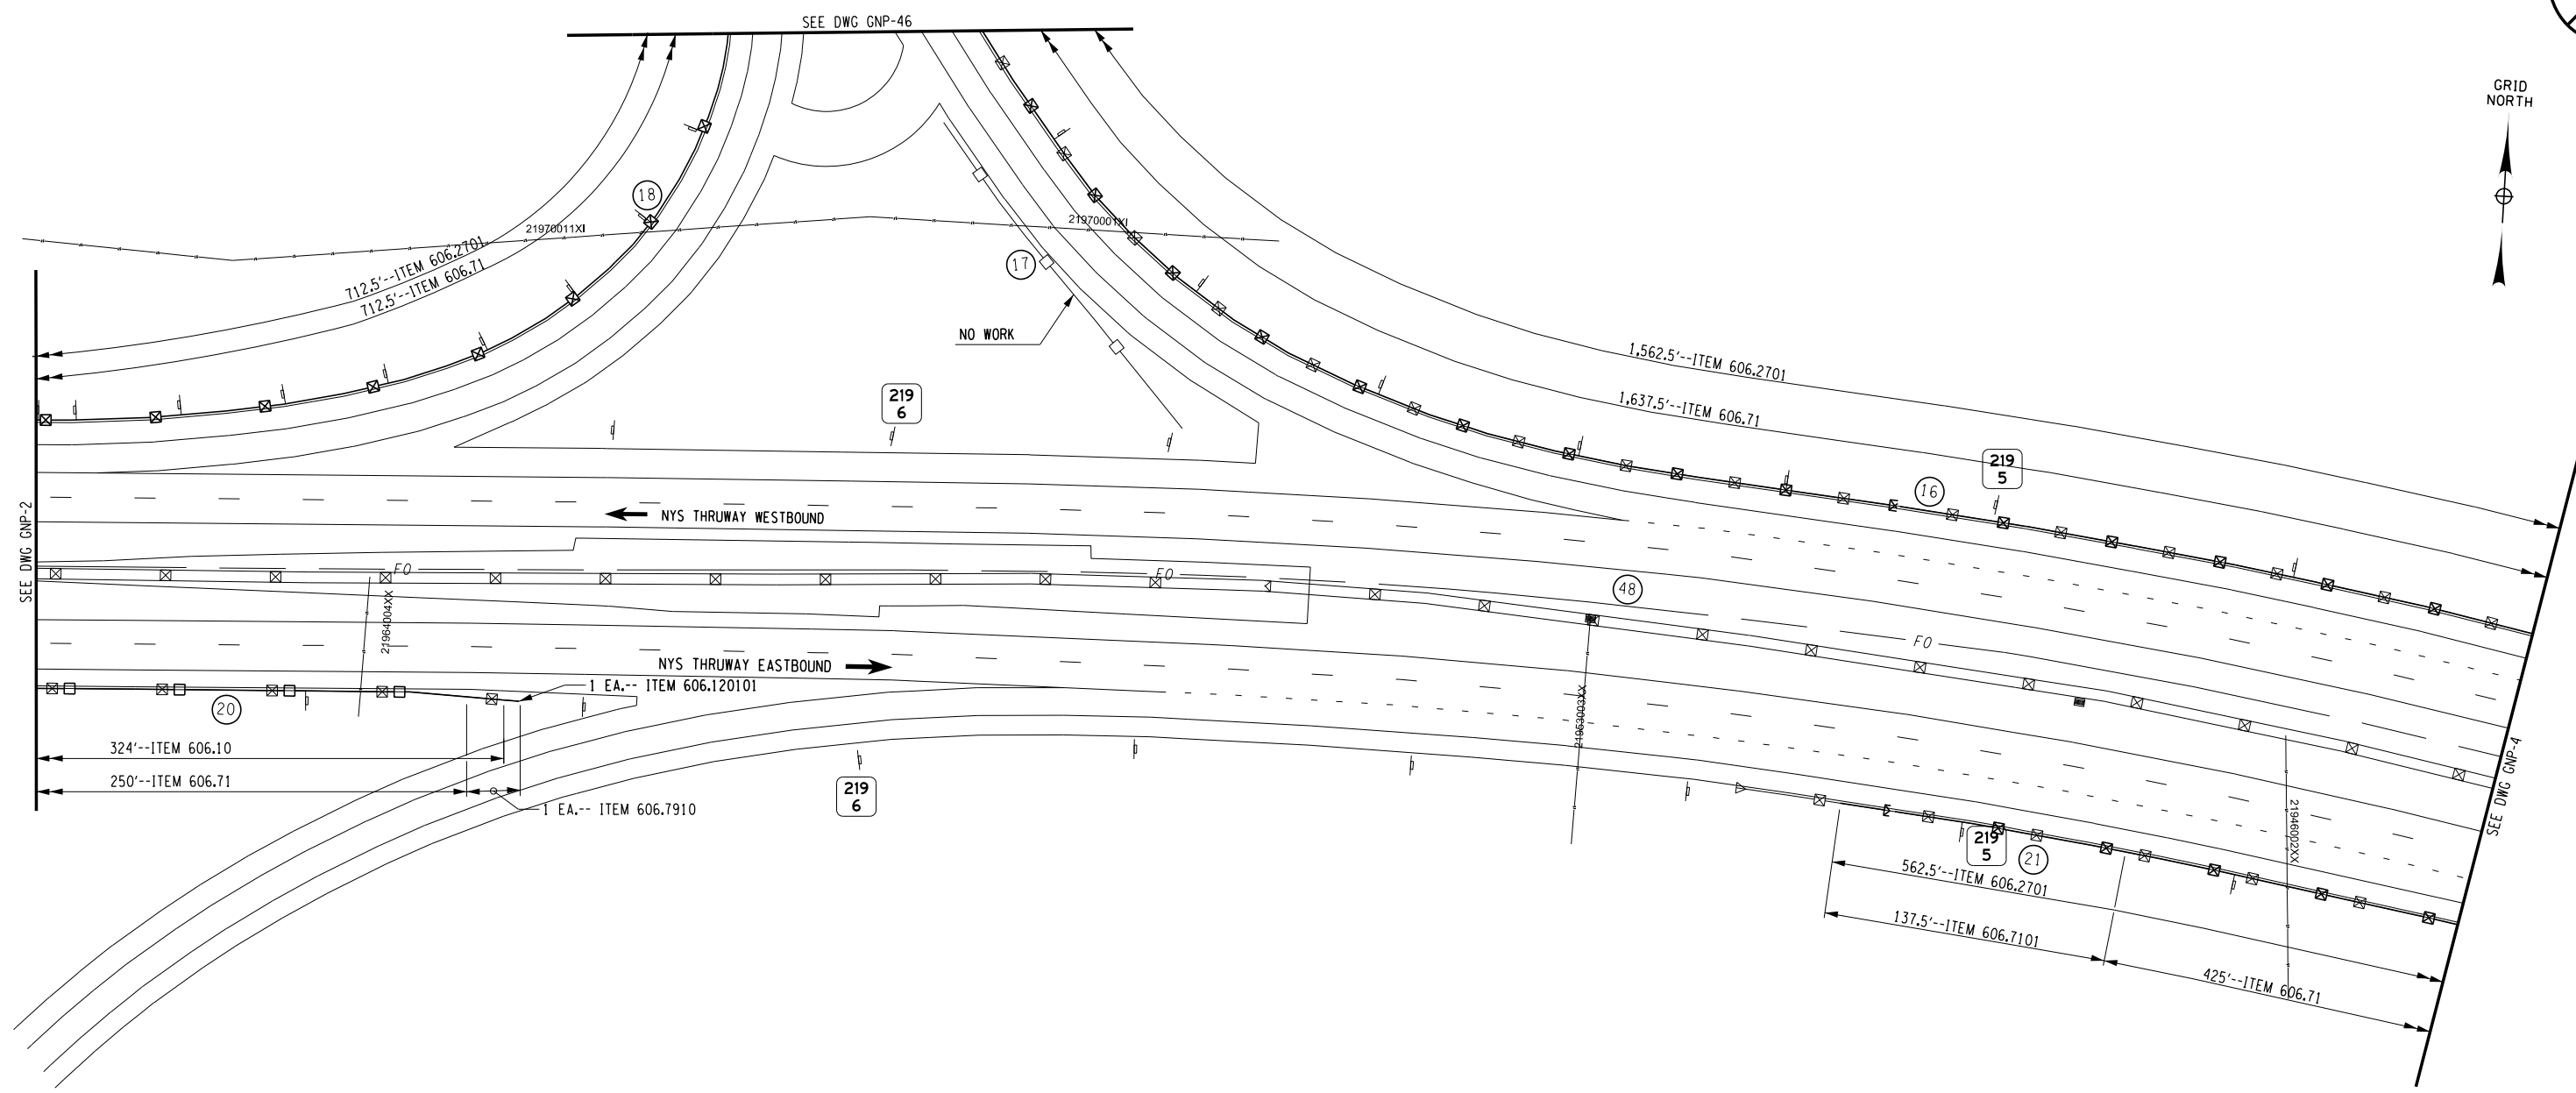 SEE DWG GNP-46
GRID
NORTH
18
21970011XI
21970001XI
712.5'--ITEM 606.2701
712.5'--ITEM 606.71
17
NO WORK
1,562.5'--ITEM 606.2701
1,637.5'--ITEM 606.71
219
6
219
5
16
SEE DWG GNP-2
NYS THRUWAY WESTBOUND
FO
FO
48
21964004XX
FO
NYS THRUWAY EASTBOUND
1 EA.-- ITEM 606.120101
20
21953003XX
324'--ITEM 606.10
250'--ITEM 606.71
1 EA.-- ITEM 606.7910
219
6
219
5
21
21946002XX
SEE DWG GNP-4
562.5'--ITEM 606.2701
137.5'--ITEM 606.7101
425'--ITEM 606.71